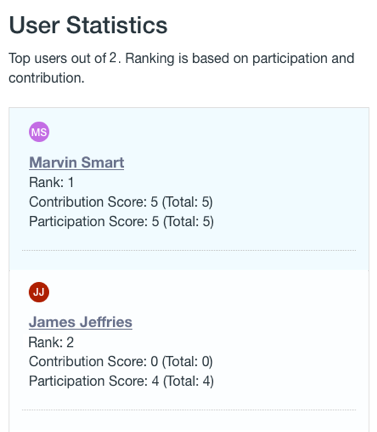 User Statistics
Top users out of 2. Ranking is based on participation and
contribution.
MS
Marvin Smart
Rank: 1
Contribution Score: 5 (Total: 5)
Participation Score: 5 (Total: 5)
JJ
James Jeffries
Rank: 2
Contribution Score: 0 (Total: 0)
Participation Score: 4 (Total: 4)